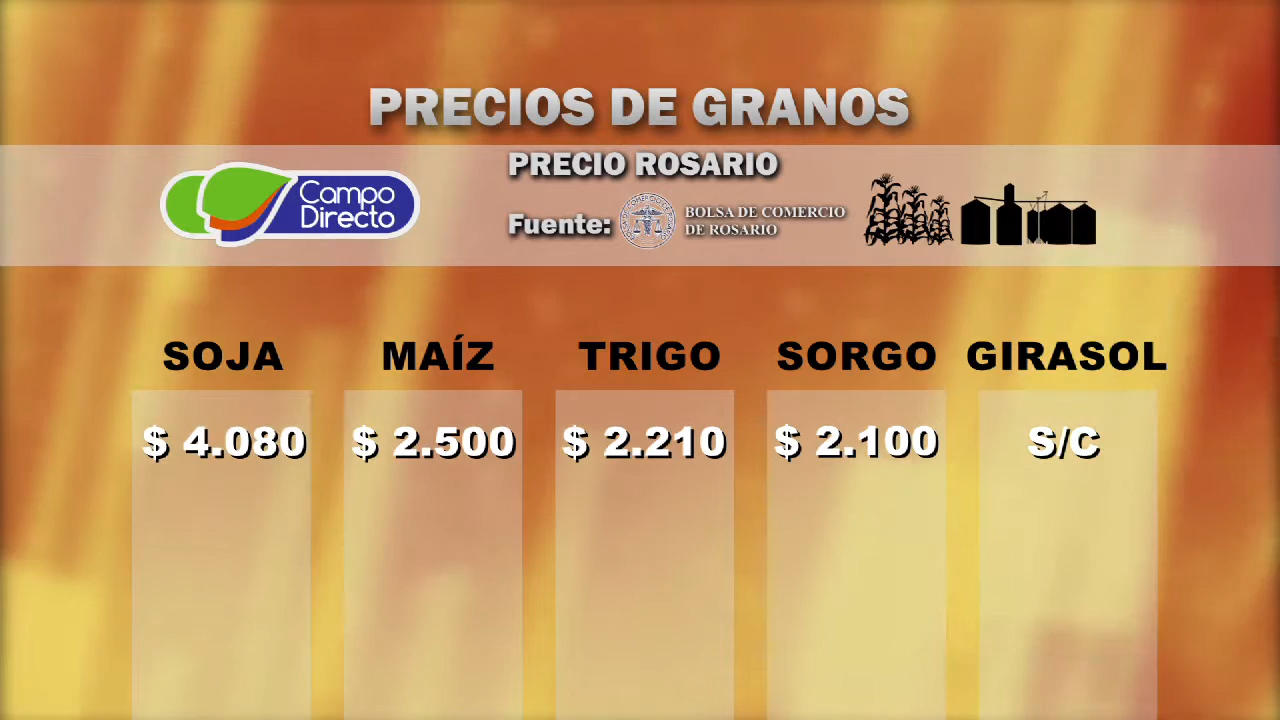 PRECIOS DE GRANOS
PRECIO ROSARIO
Campo
Directo
Fuente:
BOLSA DE COMERCIO
DE ROSARIO
SOJA MAÍZ TRIGO SORGO GIRASOL
$ 4.080 $ 2.500 $ 2.210 $ 2.100 S/C